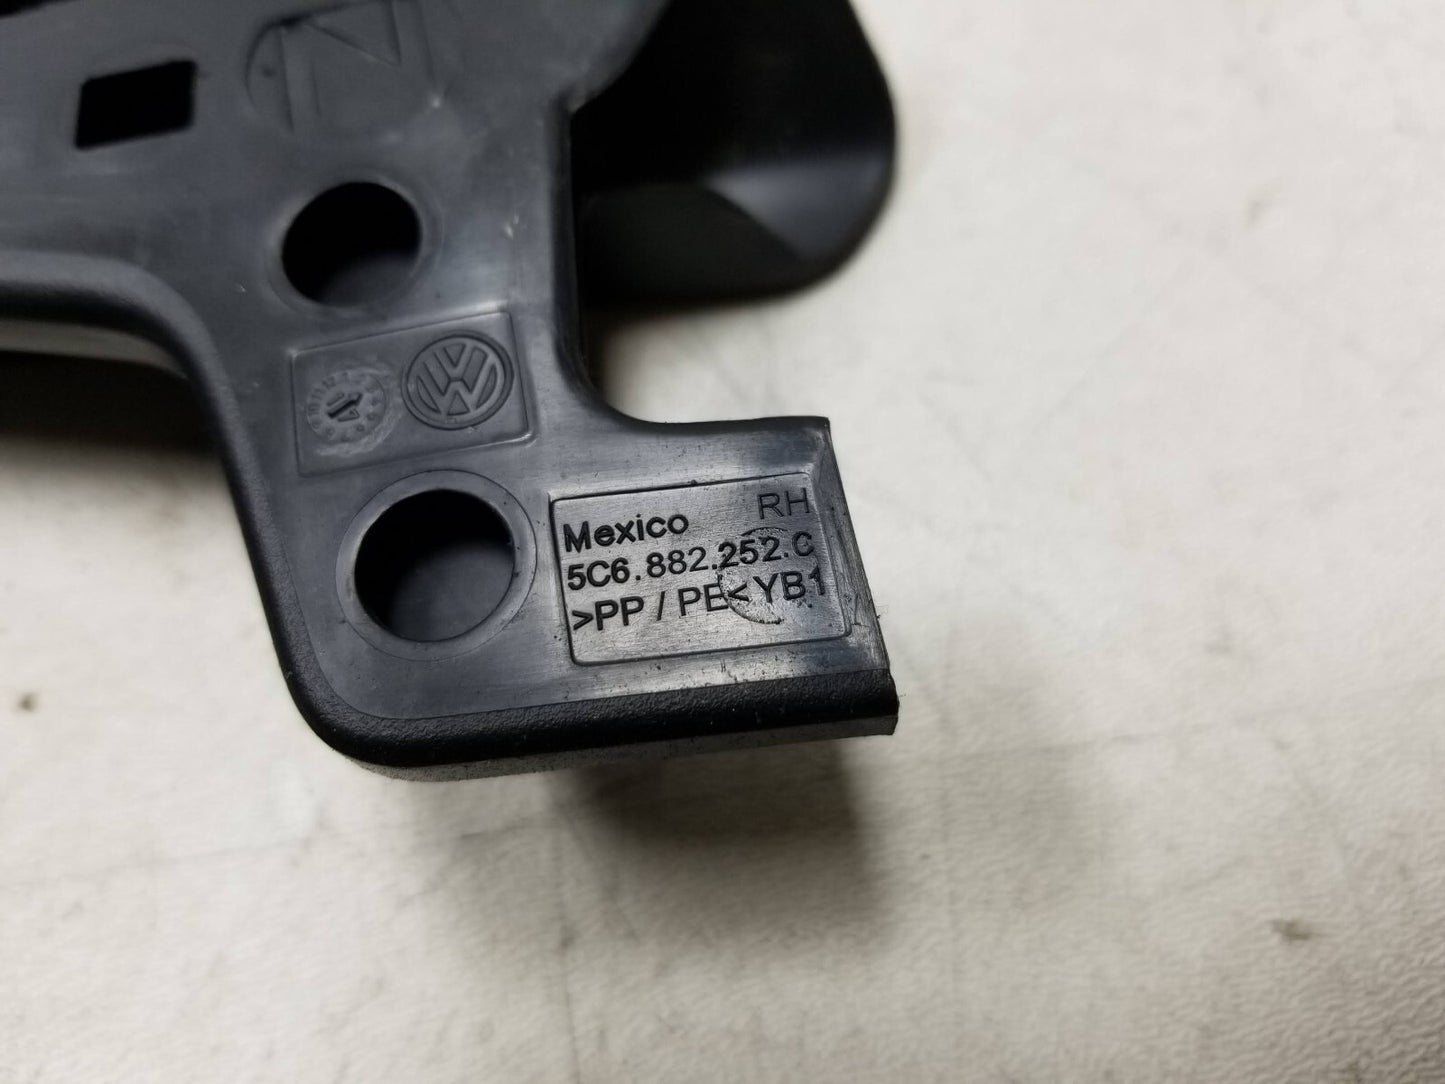 Mexico RH
5C6.882.252.C
>PP / PE< YB1